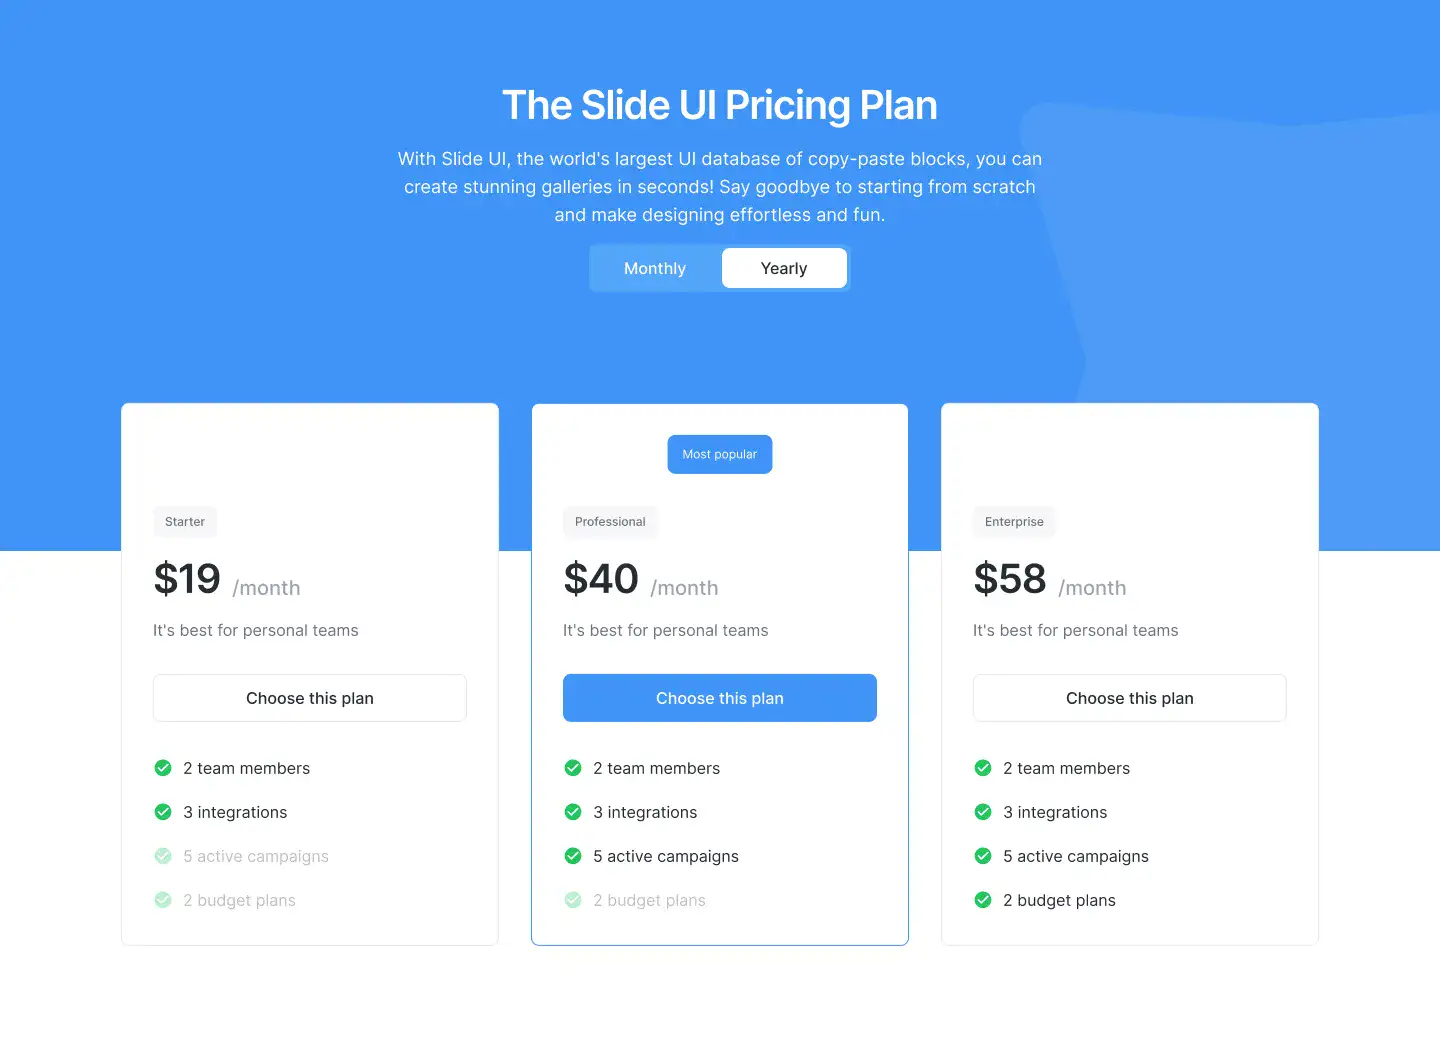 The Slide UI Pricing Plan
With Slide UI, the world's largest UI database of copy-paste blocks, you can
create stunning galleries in seconds! Say goodbye to starting from scratch
and make designing effortless and fun.
Monthly
Yearly
Starter
$19 /month
It's best for personal teams
Choose this plan
2 team members
3 integrations
5 active campaigns
2 budget plans
Most popular
Professional
$40 /month
It's best for personal teams
Choose this plan
2 team members
3 integrations
5 active campaigns
2 budget plans
Enterprise
$58 /month
It's best for personal teams
Choose this plan
2 team members
3 integrations
5 active campaigns
2 budget plans